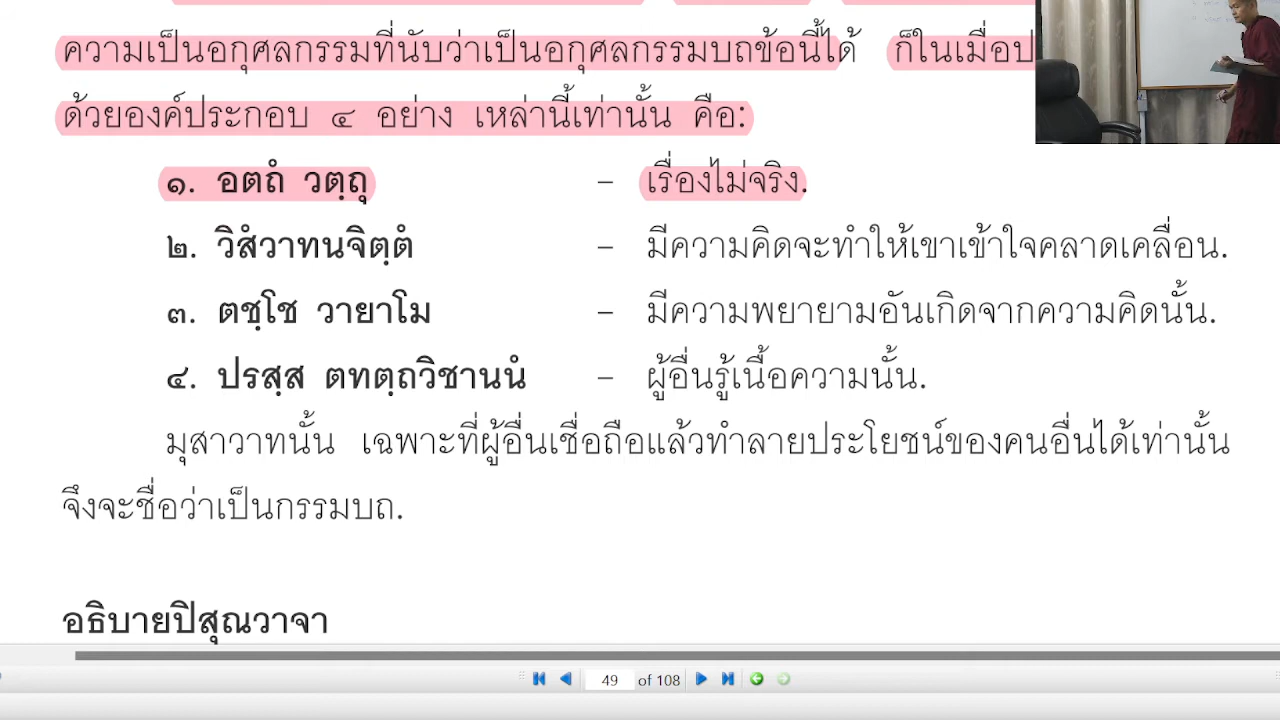 ความเป็นอกุศลกรรมที่นับว่าเป็นอกุศลกรรมบถข้อนี้ได้ ก็ในเมื่อป
ด้วยองค์ประกอบ ๔ อย่าง เหล่านี้เท่านั้น คือ:
๑. อตถํ วตฺถุ – เรื่องไม่จริง.
๒. วิสํวาทนจิตฺตํ – มีความคิดจะทำให้เขาเข้าใจคลาดเคลื่อน.
๓. ตชฺโช วายาโม – มีความพยายามอันเกิดจากความคิดนั้น.
๔. ปรสฺส ตทตฺถวิชานนํ – ผู้อื่นรู้เนื้อความนั้น.
มุสาวาทนั้น เฉพาะที่ผู้อื่นเชื่อถือแล้วทำลายประโยชน์ของคนอื่นได้เท่านั้น
จึงจะชื่อว่าเป็นกรรมบถ.
อธิบายปิสุณวาจา
49 of 108